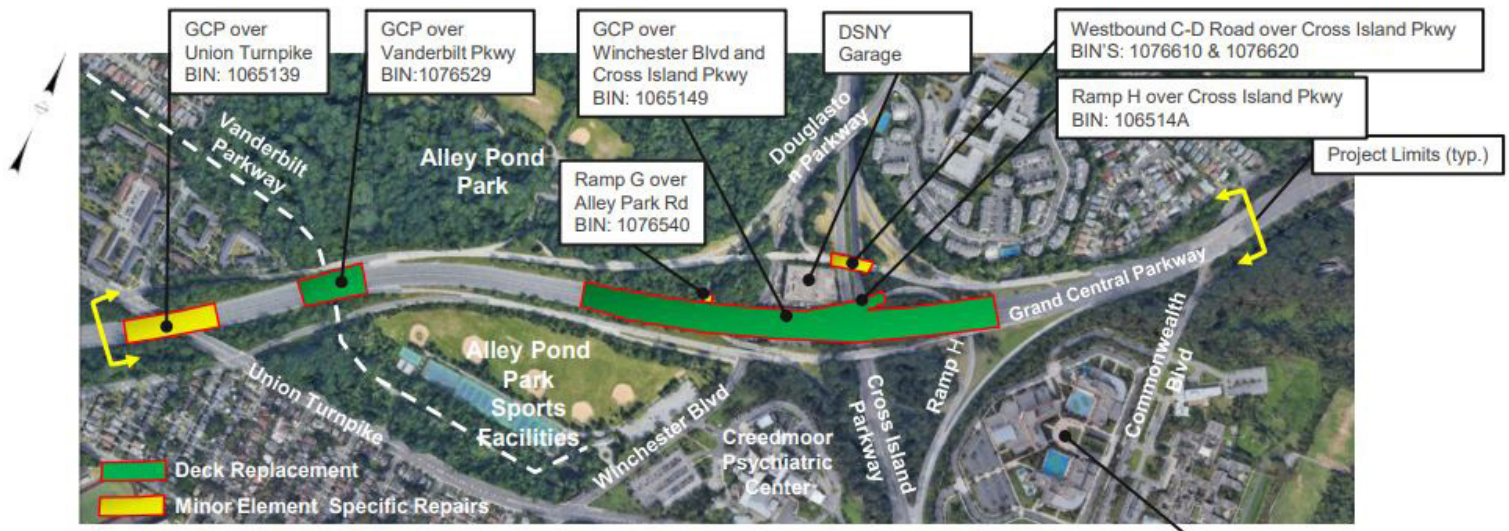 GCP over
Union Turnpike
BIN: 1065139
GCP over
Vanderbilt Pkwy
BIN:1076529
GCP over
Winchester Blvd and
Cross Island Pkwy
BIN: 1065149
DSNY
Garage
Westbound C-D Road over Cross Island Pkwy
BIN'S: 1076610 & 1076620
Ramp H over Cross Island Pkwy
BIN: 106514A
Project Limits (typ.)
Vanderbilt
Parkway
Alley Pond
Park
Douglasto
n Parkway
Ramp G over
Alley Park Rd
BIN: 1076540
Grand Central Parkway
Alley Pond
Park
Sports
Facilities
Union Turnpike
Winchester Blvd
Creedmoor
Psychiatric
Center
Cross Island
Parkway
Ramp H
Commonwealth
Blvd
Deck Replacement
Minor Element Specific Repairs